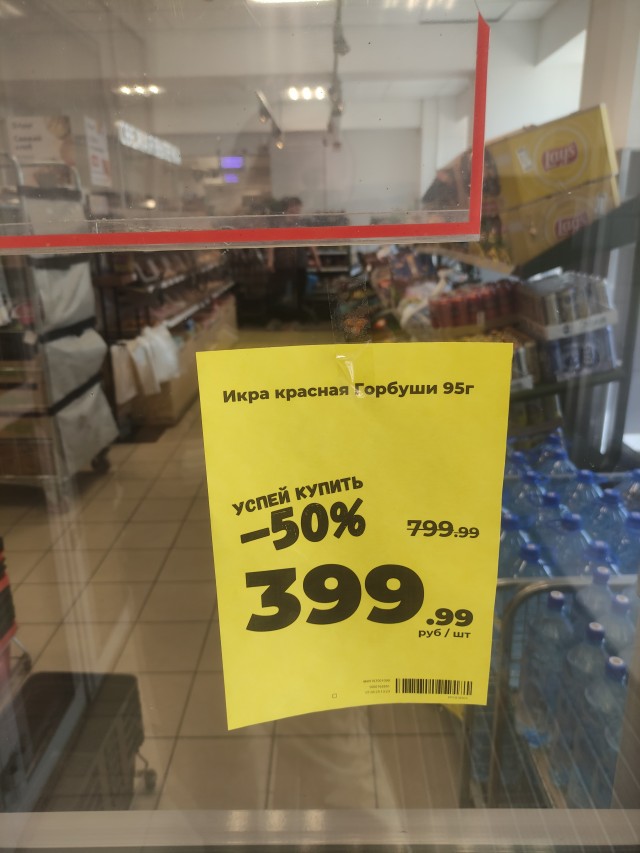 Lay's
Lay's
Икра красная Горбуши 95г
УСПЕЙ КУПИТЬ
-50%
799.99
399.99
руб / шт